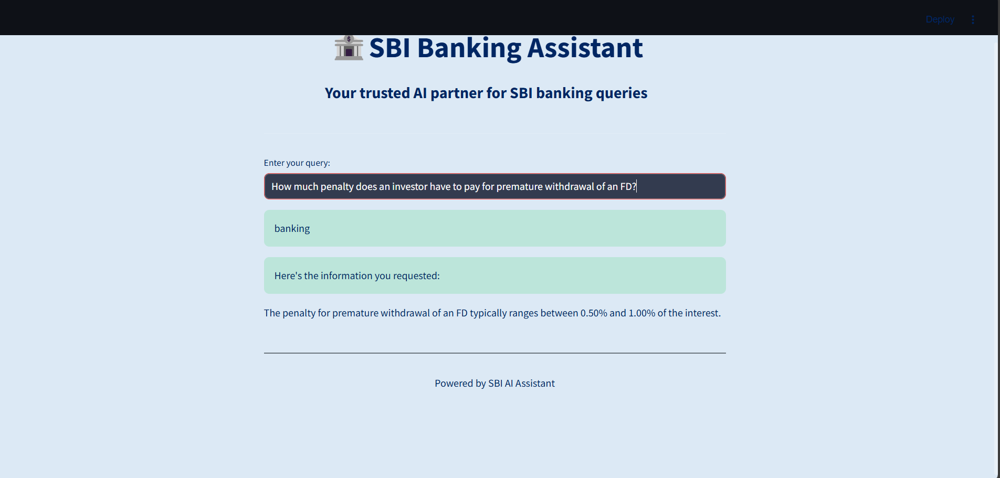 Deploy
SBI Banking Assistant
Your trusted AI partner for SBI banking queries
Enter your query:
How much penalty does an investor have to pay for premature withdrawal of an FD?
banking
Here's the information you requested:
The penalty for premature withdrawal of an FD typically ranges between 0.50% and 1.00% of the interest.
Powered by SBI AI Assistant